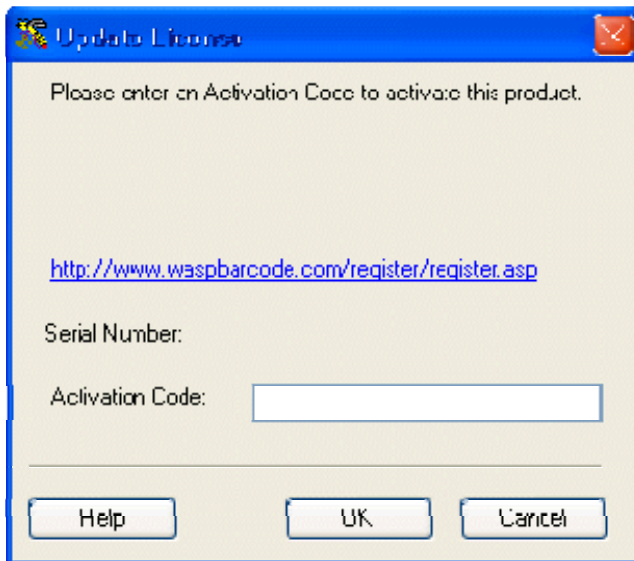 Update License
Please enter an Activation Code to activate this product.
http://www.waspbarcode.com/register/register.asp
Serial Number:
Activation Code:
Help OK Cancel